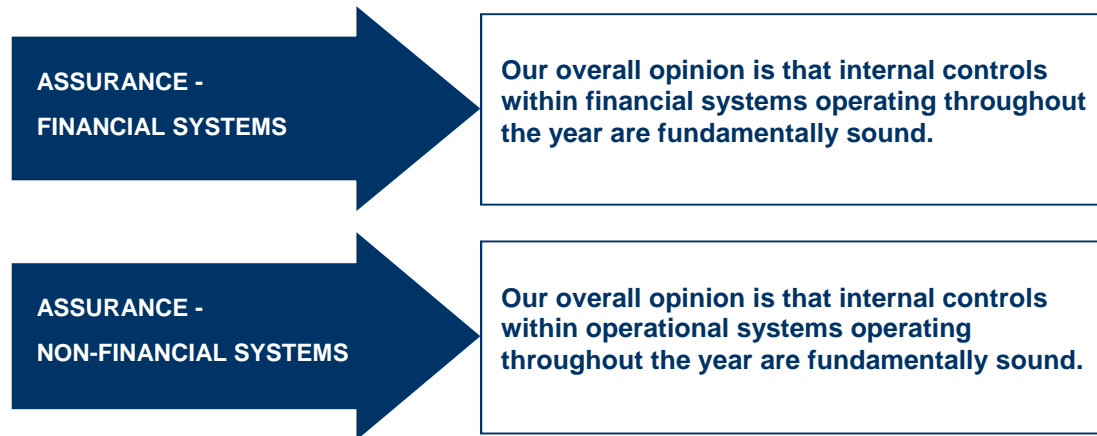 ASSURANCE -
FINANCIAL SYSTEMS
Our overall opinion is that internal controls
within financial systems operating throughout
the year are fundamentally sound.
ASSURANCE -
NON-FINANCIAL SYSTEMS
Our overall opinion is that internal controls
within operational systems operating
throughout the year are fundamentally sound.